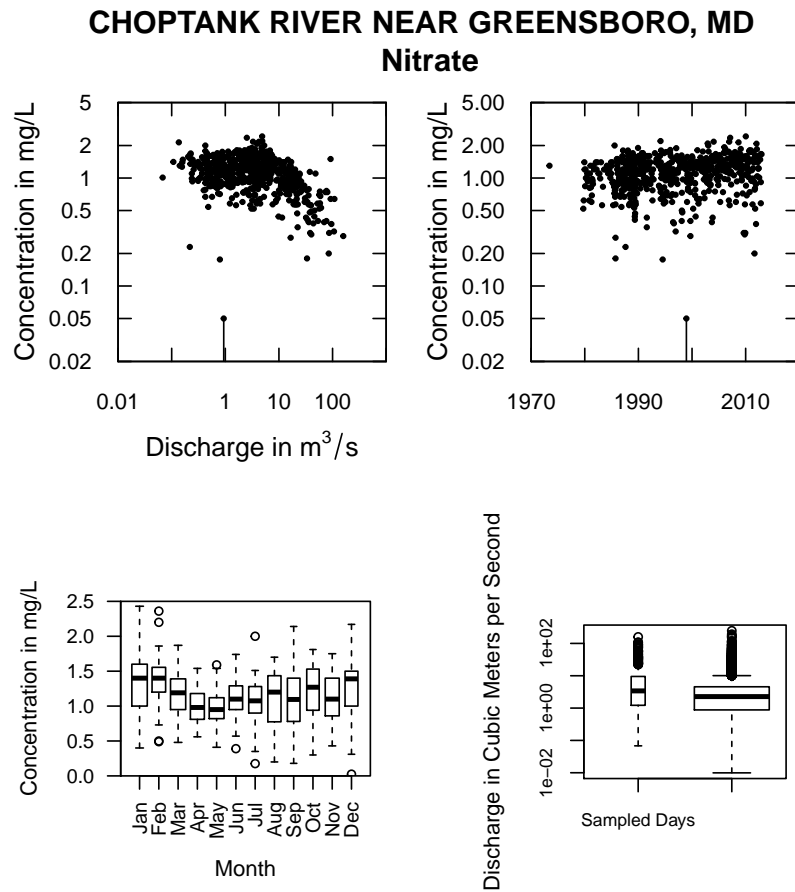 CHOPTANK RIVER NEAR GREENSBORO, MD
Nitrate
Concentration in mg/L
5
2
1
0.5
0.2
0.1
0.05
0.02
0.01
1
10
100
Discharge in m³/s
Concentration in mg/L
5.00
2.00
1.00
0.50
0.20
0.10
0.05
0.02
1970
1990
2010
Concentration in mg/L
2.5
2.0
1.5
1.0
0.5
0.0
Jan
Feb
Mar
Apr
May
Jun
Jul
Aug
Sep
Oct
Nov
Dec
Month
Discharge in Cubic Meters per Second
1e+02
1e+00
1e-02
Sampled Days